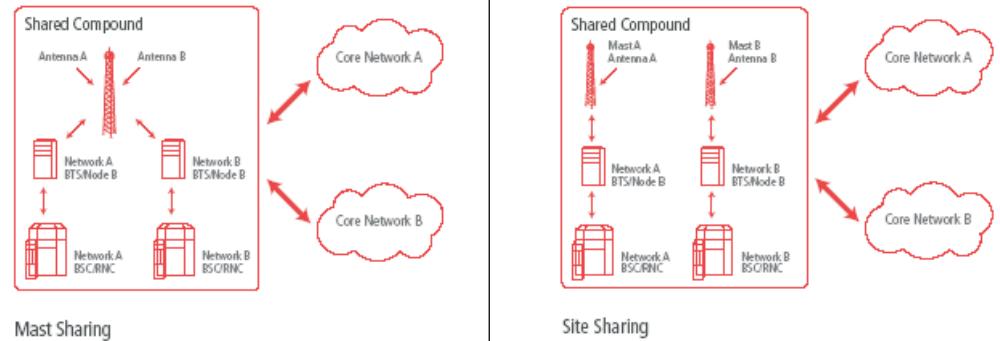 Shared Compound
Antenna A
Antenna B
Network A
BTS/Node B
Network B
BTS/Node B
Network A
BSC/RNC
Network B
BSC/RNC
Core Network A
Core Network B
Mast Sharing
Shared Compound
Mast A
Antenna A
Mast B
Antenna B
Network A
BTS/Node B
Network B
BTS/Node B
Network A
BSC/RNC
Network B
BSC/RNC
Core Network A
Core Network B
Site Sharing